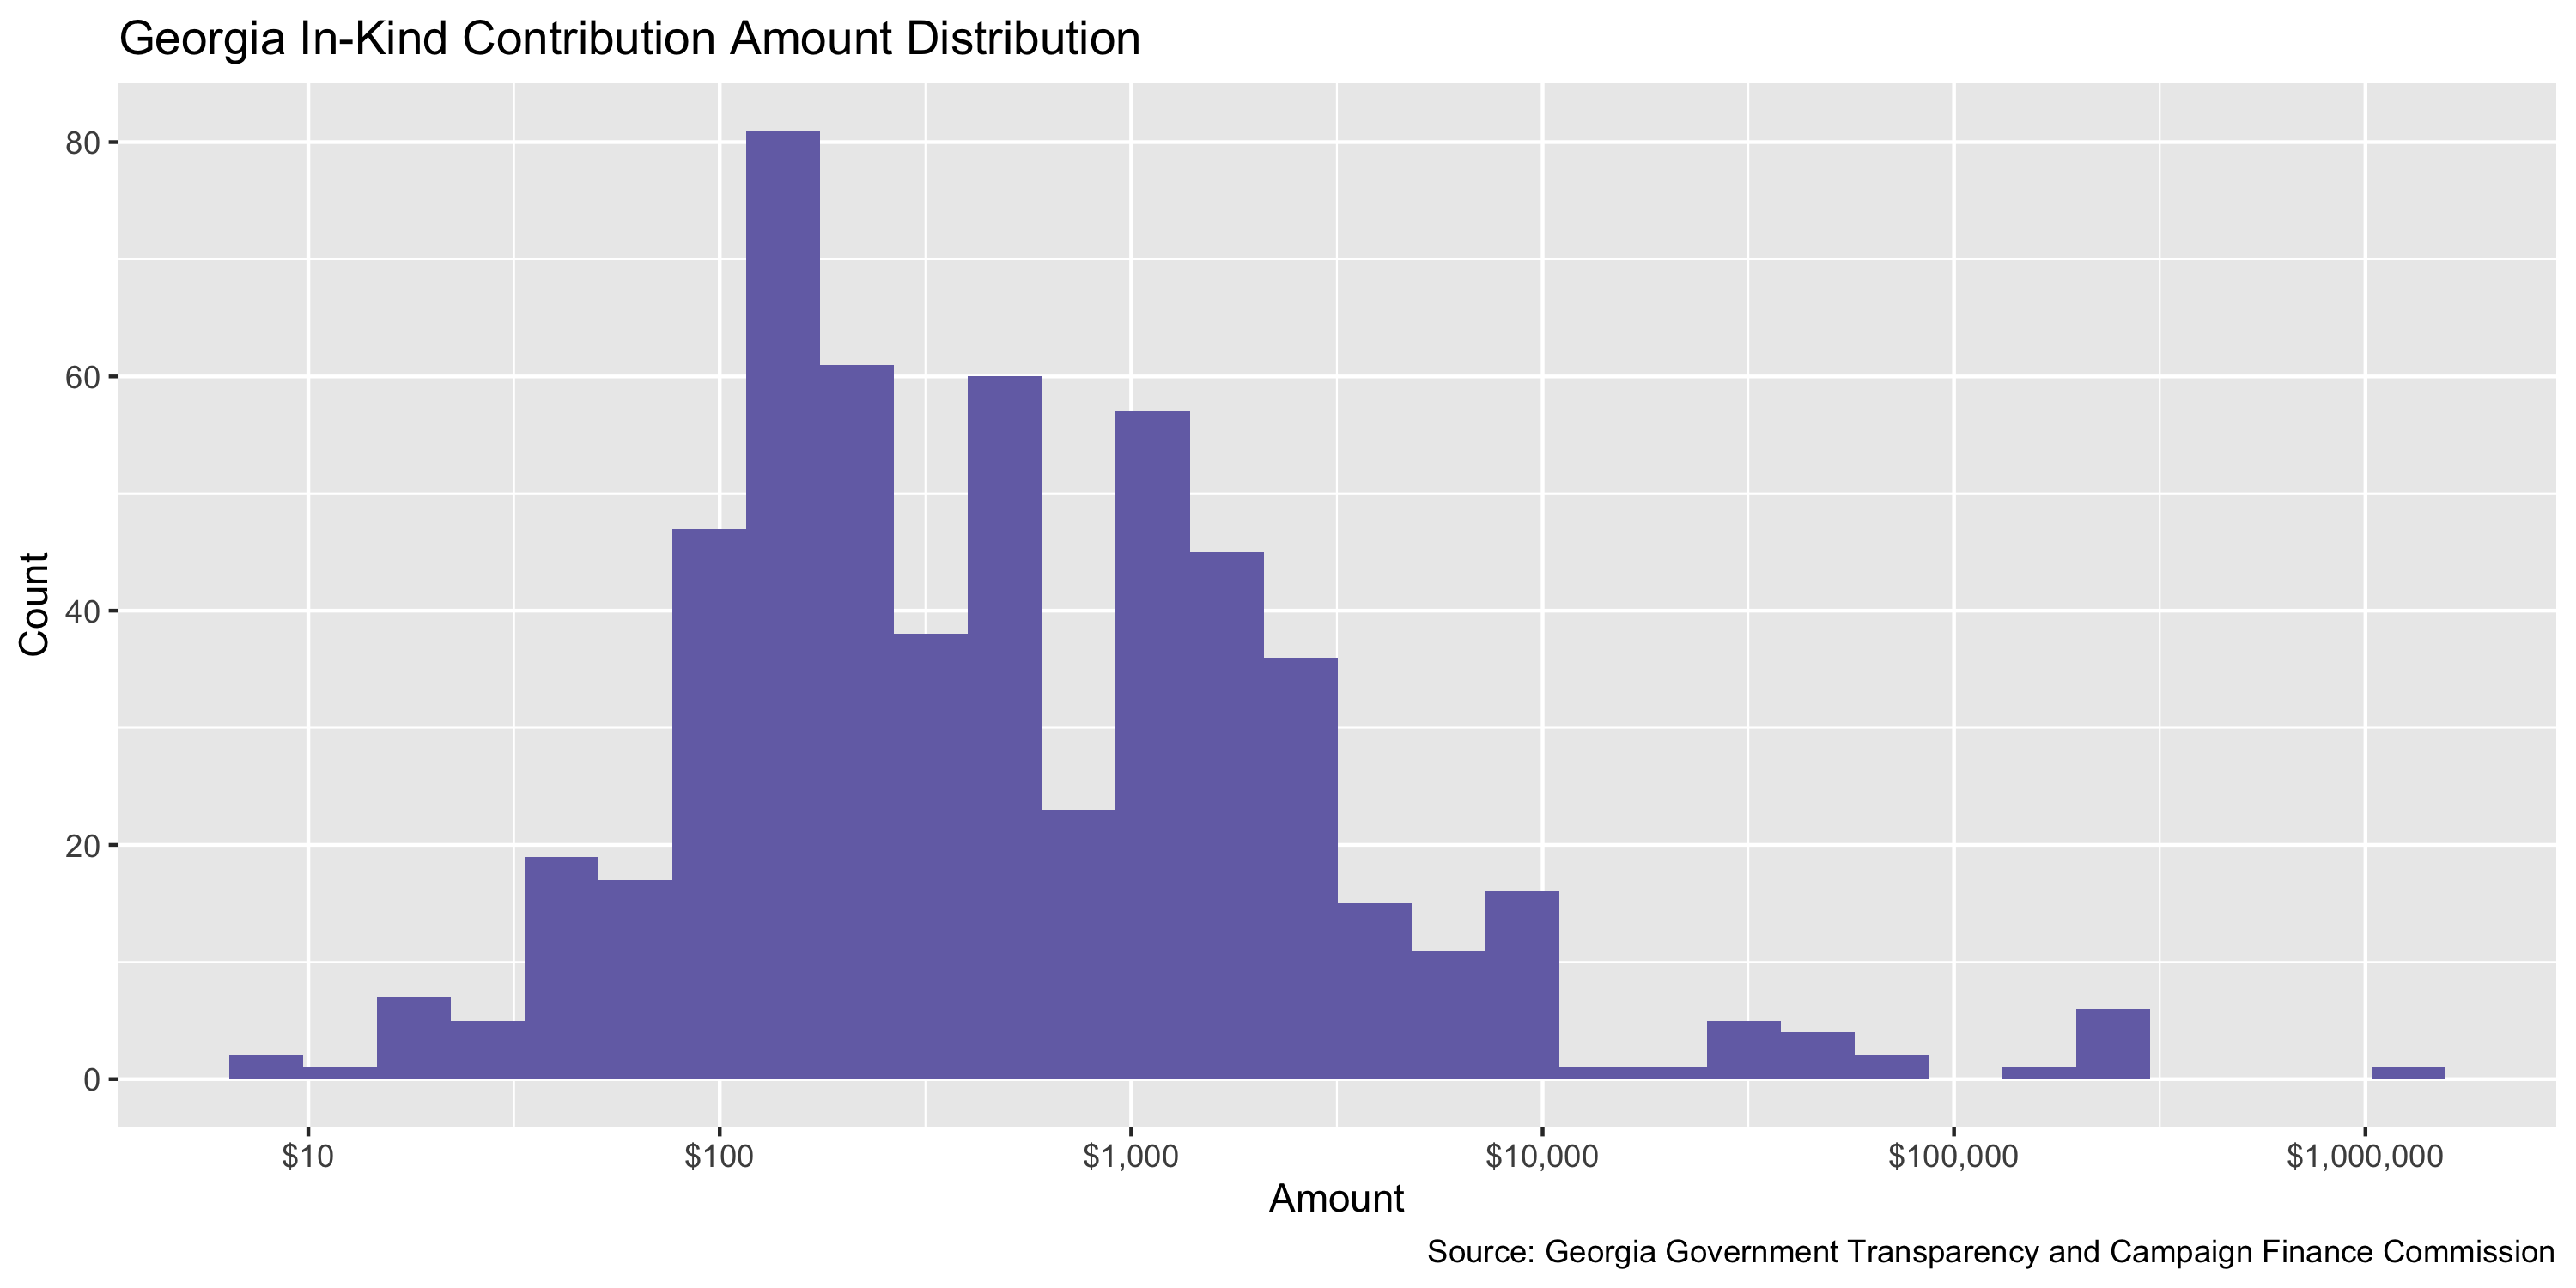 Georgia In-Kind Contribution Amount Distribution
80
60
40
20
0
Count
$10 $100 $1,000 $10,000 $100,000 $1,000,000
Amount
Source: Georgia Government Transparency and Campaign Finance Commission